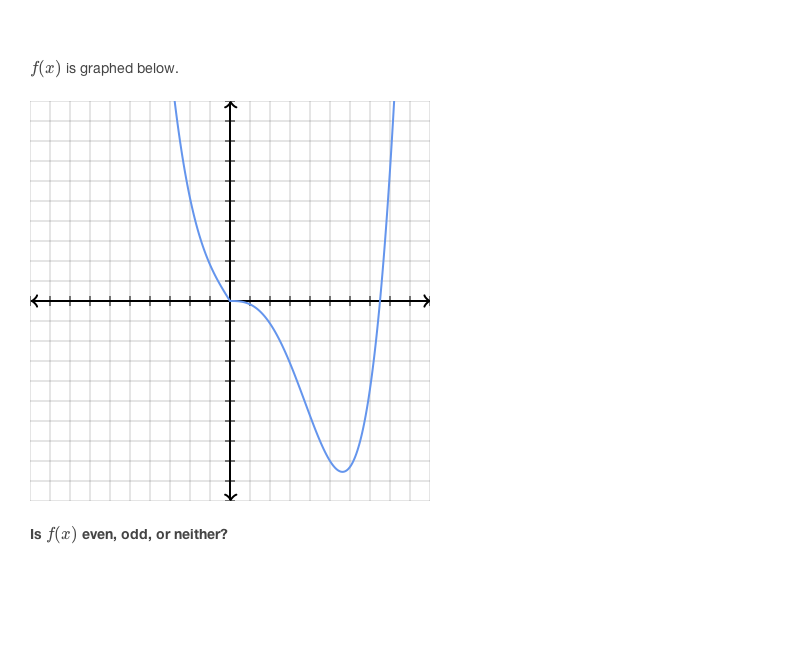 f(x) is graphed below.
Is f(x) even, odd, or neither?